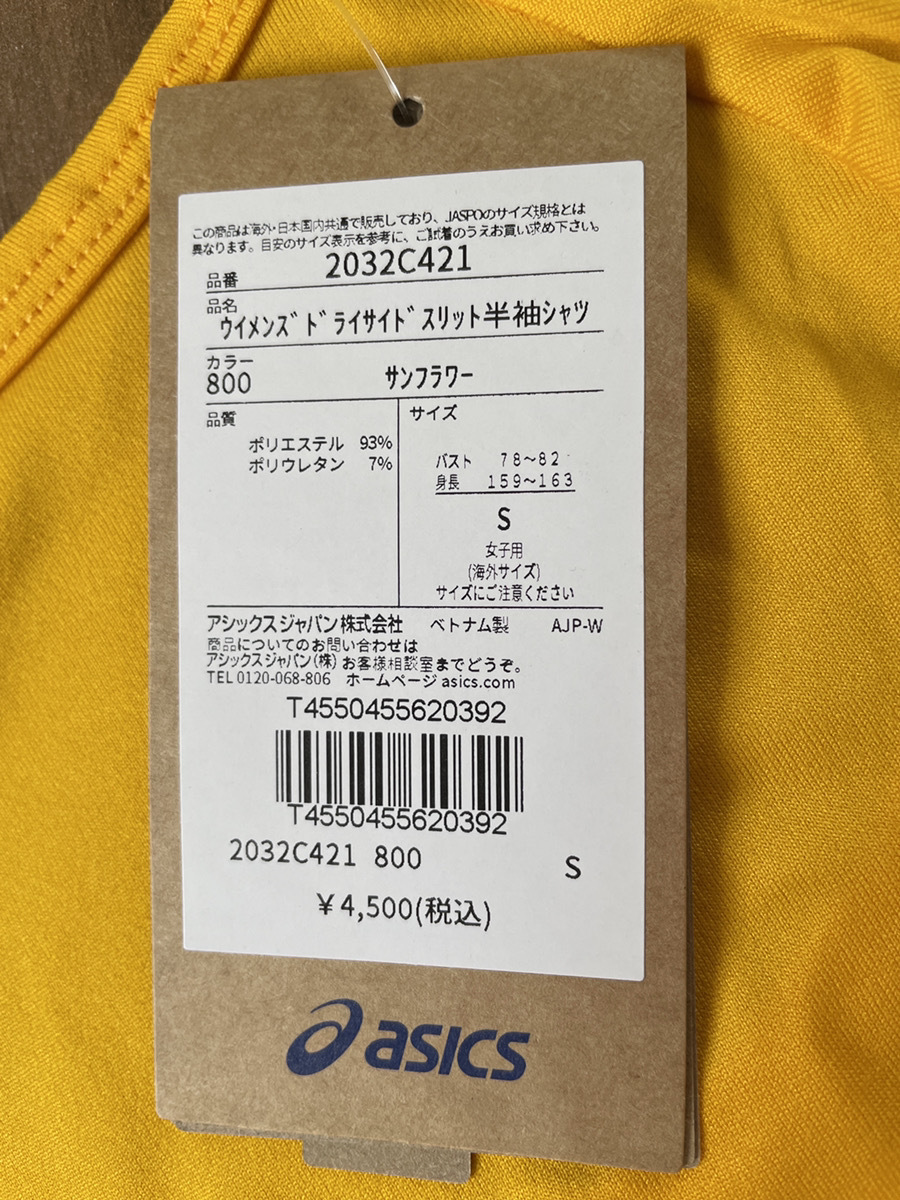 この商品は海外・日本国内共通で販売しており、JASPOのサイズ規格とは
異なります。目安のサイズ表示を参考に、ご試着のうえお買い求め下さい。
品番 2032C421
品名
ウイメンズドライサイドスリット半袖シャツ
カラー
800 サンフラワー
品質
ポリエステル 93%
ポリウレタン 7%
サイズ
バスト 78~82
身長 159~163
S
女子用
(海外サイズ)
サイズにご注意ください
アシックスジャパン株式会社 ベトナム製 AJP-W
商品についてのお問い合わせは
アシックスジャパン(株)お客様相談室までどうぞ。
TEL 0120-068-806 ホームページ asics.com
T4550455620392
T4550455620392
2032C421 800 S
¥4,500(税込)
asics